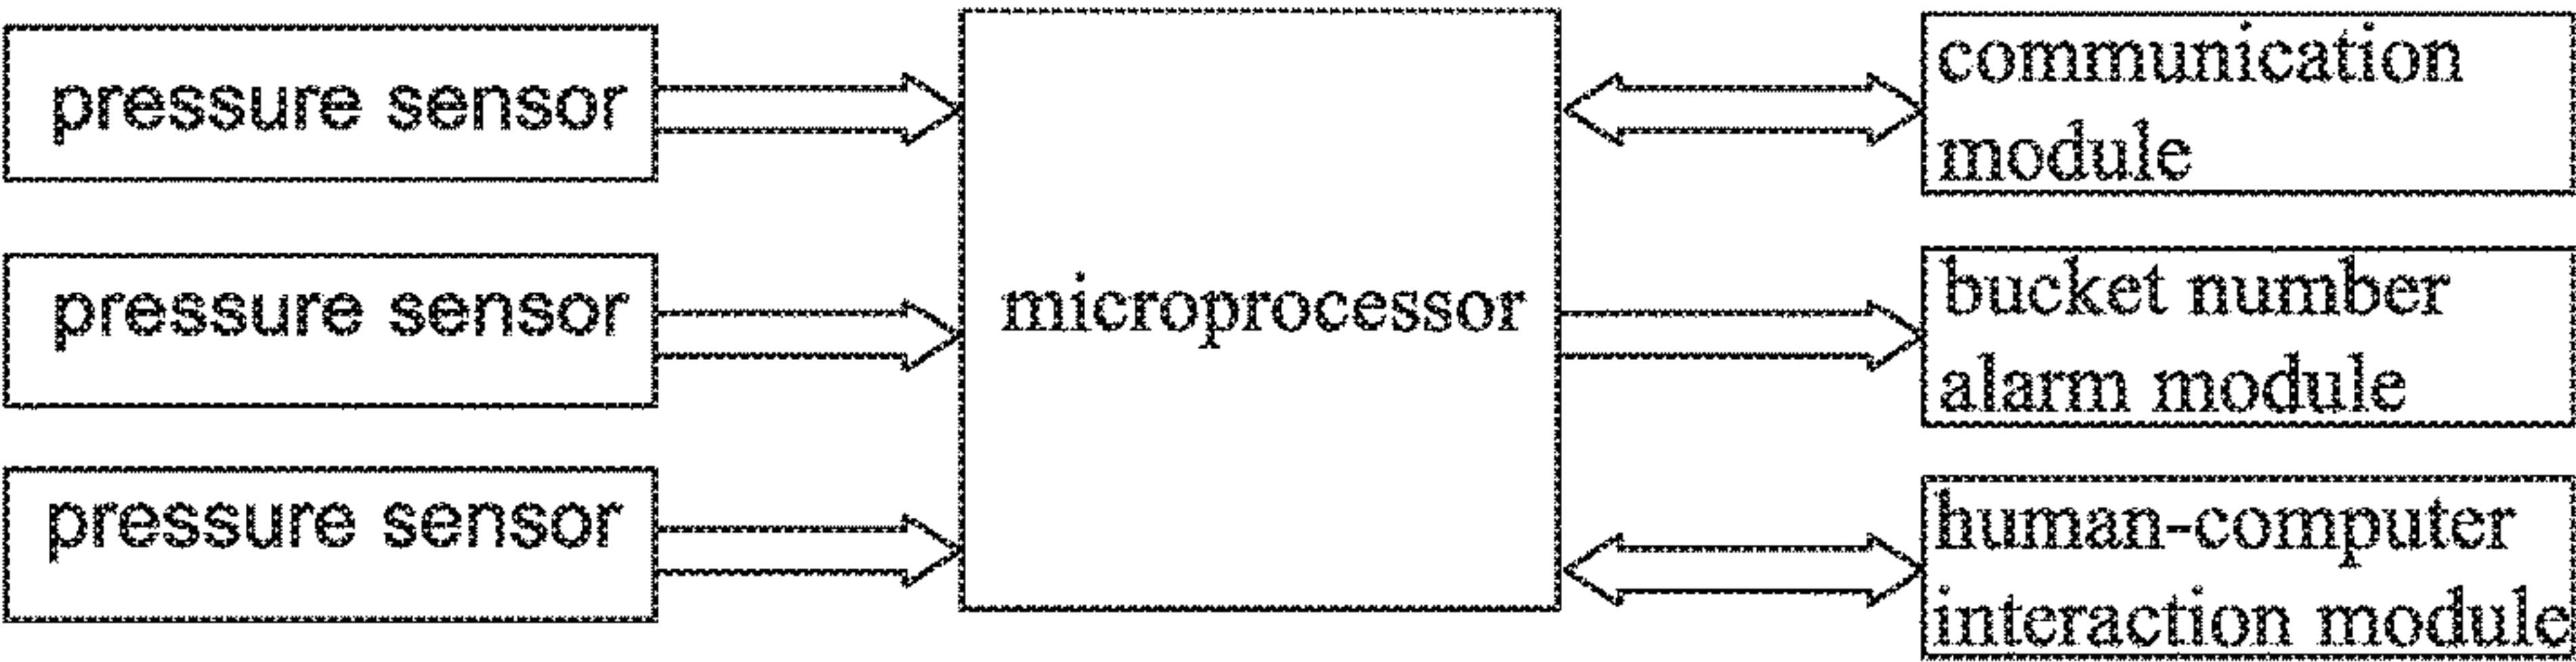 pressure sensor
pressure sensor
pressure sensor
microprocessor
communication
module
bucket number
alarm module
human-computer
interaction module